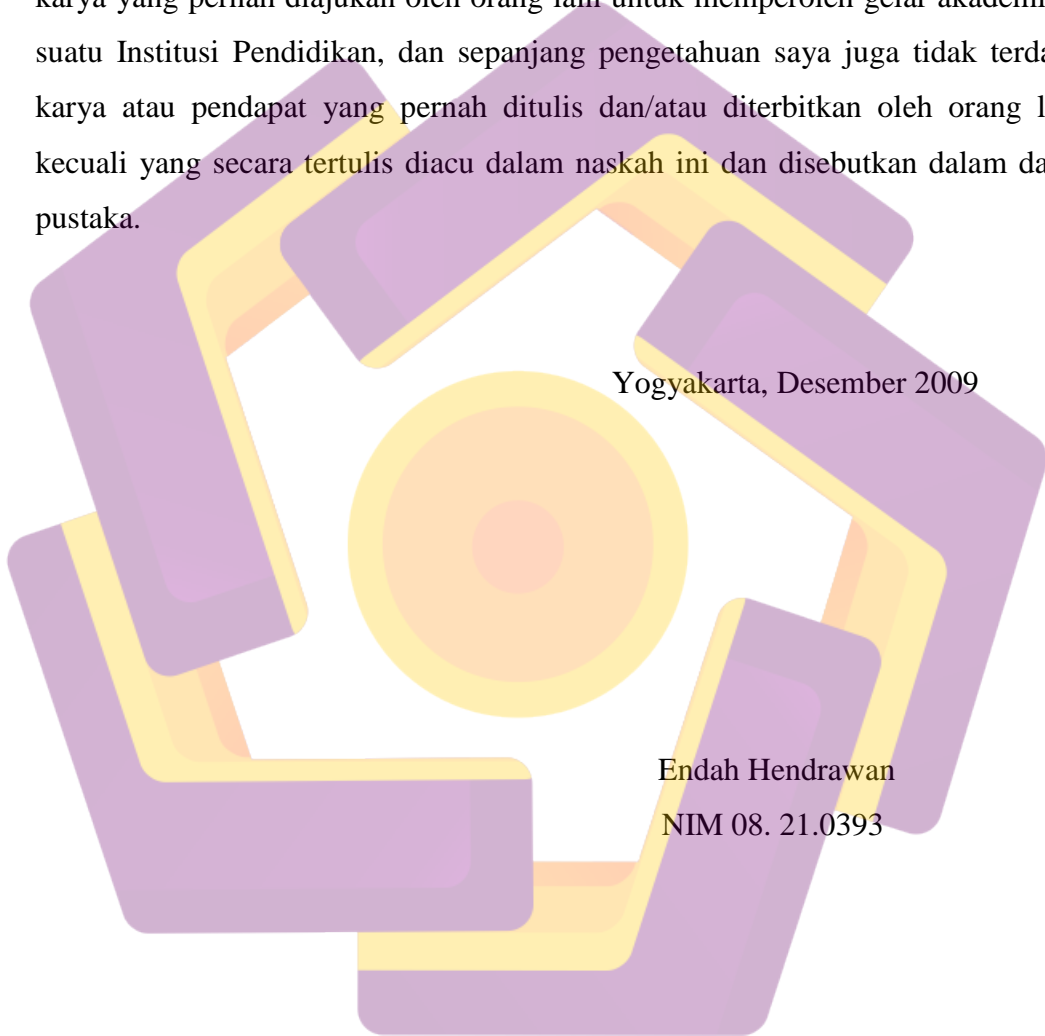 karya yang pernah diajukan oleh orang lain untuk memperoleh gelar akademi
suatu Institusi Pendidikan, dan sepanjang pengetahuan saya juga tidak terda
karya atau pendapat yang pernah ditulis dan/atau diterbitkan oleh orang l
kecuali yang secara tertulis diacu dalam naskah ini dan disebutkan dalam da
pustaka.
Yogyakarta, Desember 2009
Endah Hendrawan
NIM 08. 21.0393